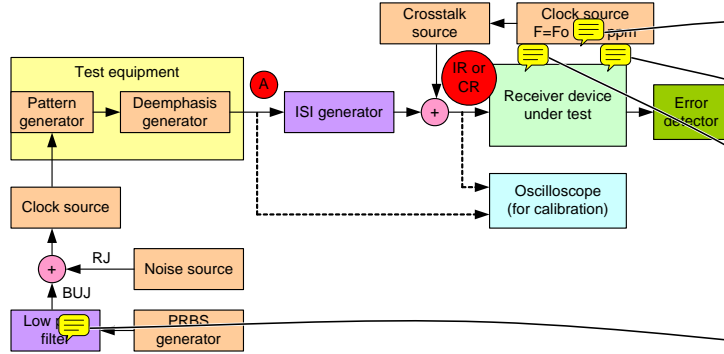 Crosstalk
source
Clock source
F=Fo ppm
Test equipment
Pattern
generator
Deemphasis
generator
A
ISI generator
+
IR or
CR
Receiver device
under test
Error
detector
Clock source
Oscilloscope
(for calibration)
+
RJ
Noise source
BUJ
Low
filter
PRBS
generator